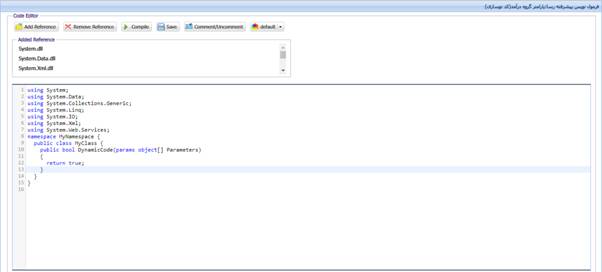 فرمول نویسی پیشرفته رسا:پارامتر گروه درآمد(کد نوسازی)
Code Editor
Add Reference Remove Reference Compile Save Comment/Uncomment default
Added Reference
System.dll
System.Data.dll
System.Xml.dll
1 using System;
2 using System.Data;
3 using System.Collections.Generic;
4 using System.Linq;
5 using System.IO;
6 using System.Xml;
7 using System.Web.Services;
8 namespace MyNamespace {
9 public class MyClass {
10 public bool DynamicCode(params object[] Parameters)
11 {
12 return true;
13 }
14 }
15 }
16